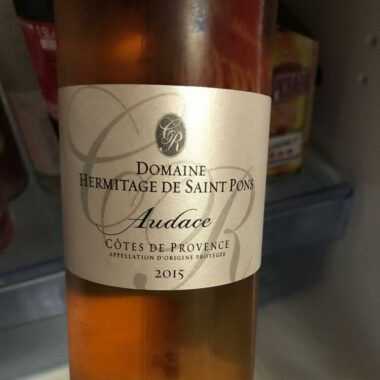 CR
DOMAINE
HERMITAGE DE SAINT PONS
Audace
CÔTES DE PROVENCE
APPELLATION D'ORIGINE PROTÉGÉE
2015